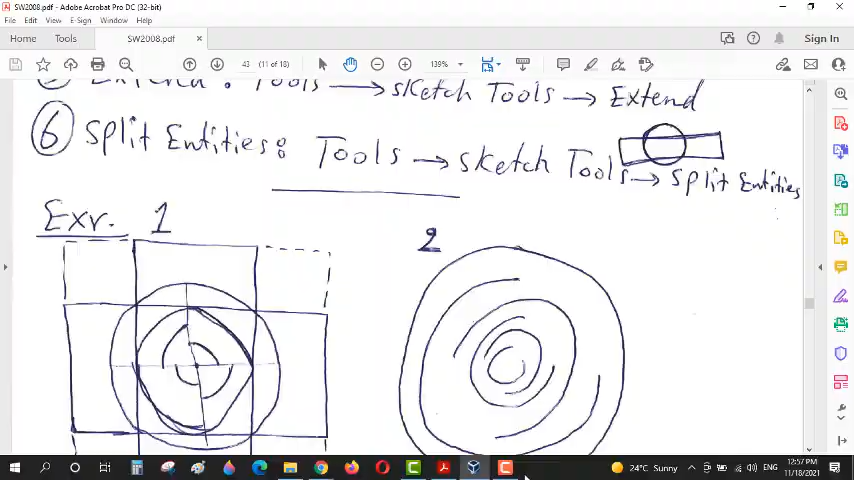 SW2008.pdf - Adobe Acrobat Pro DC (32-bit)
File Edit View E-Sign Window Help
Home Tools SW2008.pdf × Sign In
43 (11 of 18) 139%
Extend : Tools → sketch Tools → Extend
6 Split Entities: Tools → sketch Tools → split Entities
Exr. 1
2
24°C Sunny ENG 12:57 PM
11/18/2021